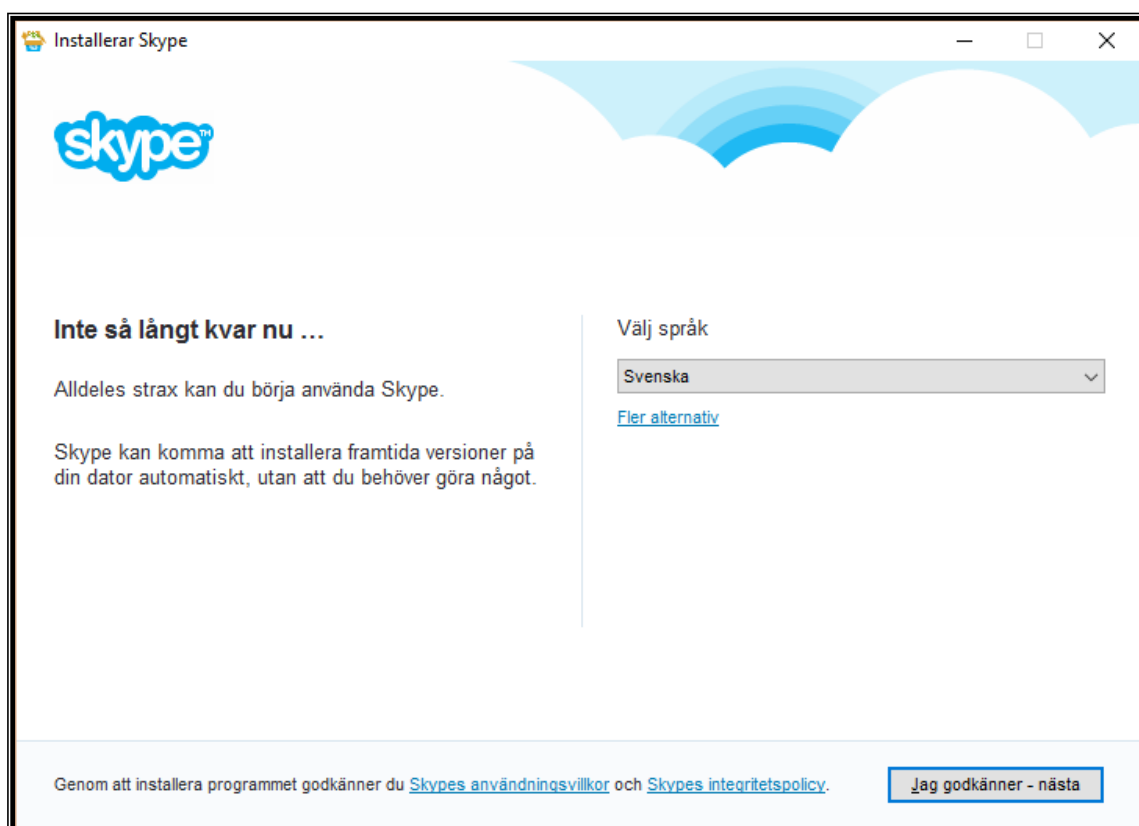 Installerar Skype
skype™
Inte så långt kvar nu ...
Alldeles strax kan du börja använda Skype.
Skype kan komma att installera framtida versioner på
din dator automatiskt, utan att du behöver göra något.
Välj språk
Svenska
Fler alternativ
Genom att installera programmet godkänner du Skypes användningsvillkor och Skypes integritetspolicy.
Jag godkänner - nästa